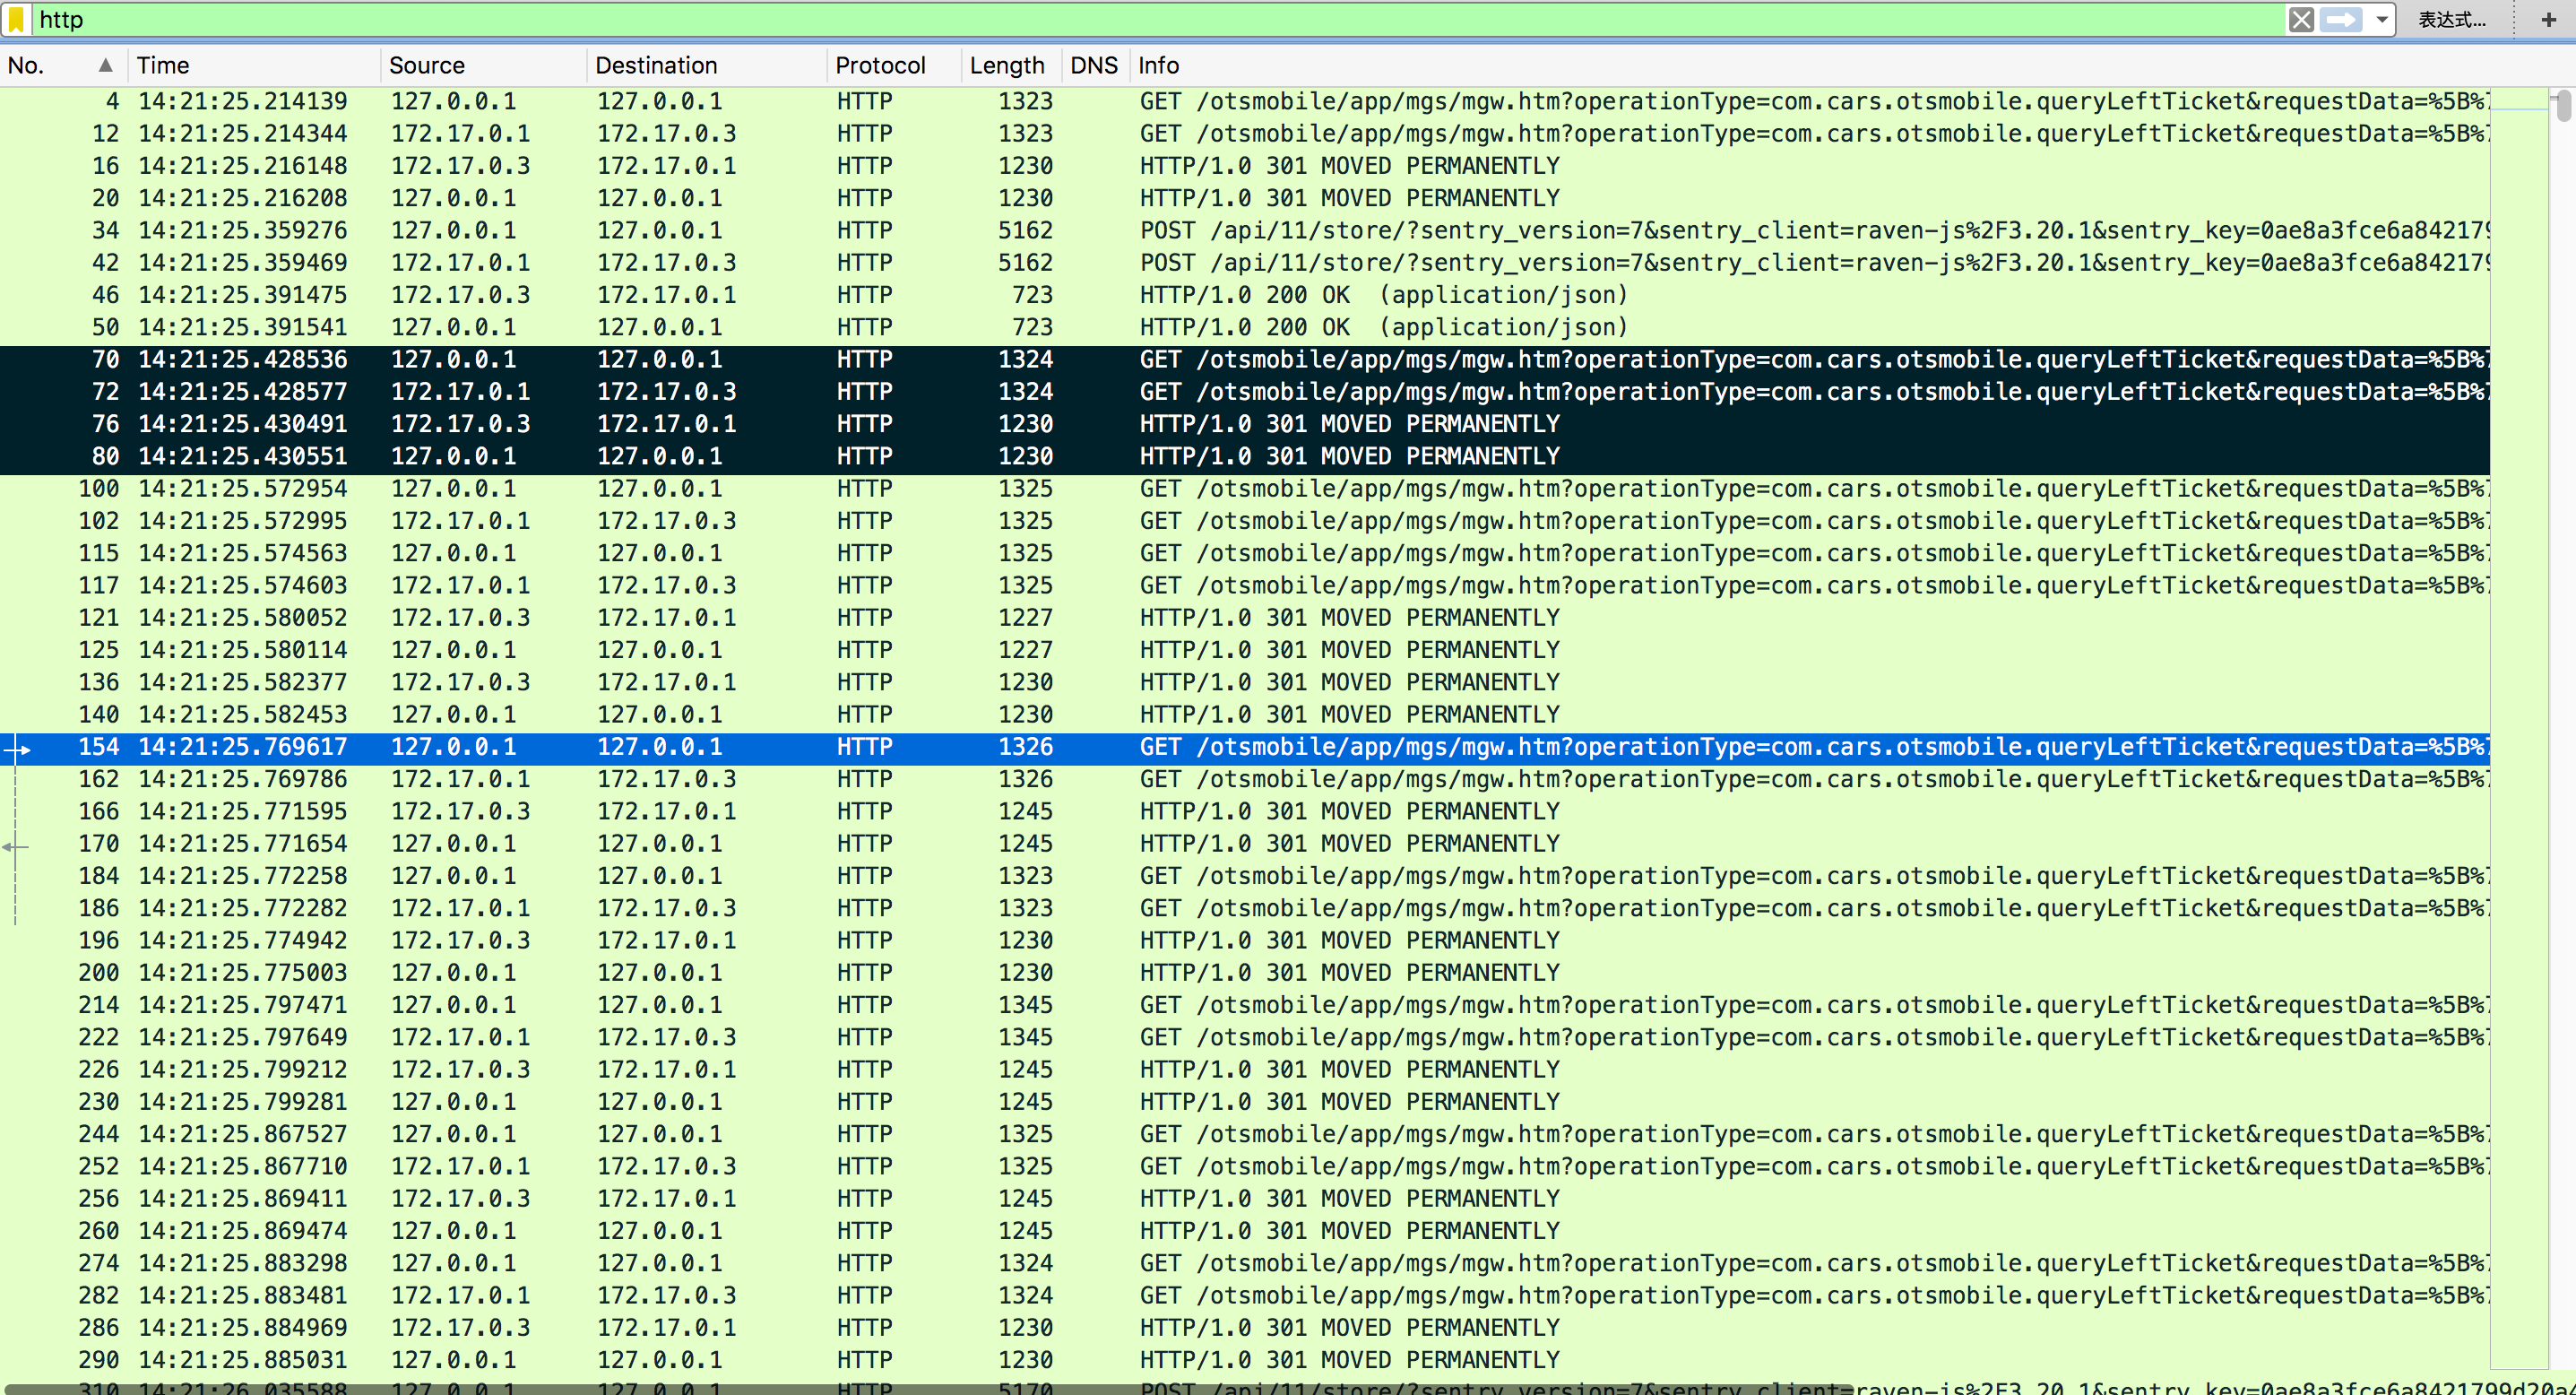 http 表达式… +
No. Time Source Destination Protocol Length DNS Info
4 14:21:25.214139 127.0.0.1 127.0.0.1 HTTP 1323 GET /otsmobile/app/mgs/mgw.htm?operationType=com.cars.otsmobile.queryLeftTicket&requestData=%5B%7
12 14:21:25.214344 172.17.0.1 172.17.0.3 HTTP 1323 GET /otsmobile/app/mgs/mgw.htm?operationType=com.cars.otsmobile.queryLeftTicket&requestData=%5B%7
16 14:21:25.216148 172.17.0.3 172.17.0.1 HTTP 1230 HTTP/1.0 301 MOVED PERMANENTLY
20 14:21:25.216208 127.0.0.1 127.0.0.1 HTTP 1230 HTTP/1.0 301 MOVED PERMANENTLY
34 14:21:25.359276 127.0.0.1 127.0.0.1 HTTP 5162 POST /api/11/store/?sentry_version=7&sentry_client=raven-js%2F3.20.1&sentry_key=0ae8a3fce6a842179
42 14:21:25.359469 172.17.0.1 172.17.0.3 HTTP 5162 POST /api/11/store/?sentry_version=7&sentry_client=raven-js%2F3.20.1&sentry_key=0ae8a3fce6a842179
46 14:21:25.391475 172.17.0.3 172.17.0.1 HTTP 723 HTTP/1.0 200 OK (application/json)
50 14:21:25.391541 127.0.0.1 127.0.0.1 HTTP 723 HTTP/1.0 200 OK (application/json)
70 14:21:25.428536 127.0.0.1 127.0.0.1 HTTP 1324 GET /otsmobile/app/mgs/mgw.htm?operationType=com.cars.otsmobile.queryLeftTicket&requestData=%5B%7
72 14:21:25.428577 172.17.0.1 172.17.0.3 HTTP 1324 GET /otsmobile/app/mgs/mgw.htm?operationType=com.cars.otsmobile.queryLeftTicket&requestData=%5B%7
76 14:21:25.430491 172.17.0.3 172.17.0.1 HTTP 1230 HTTP/1.0 301 MOVED PERMANENTLY
80 14:21:25.430551 127.0.0.1 127.0.0.1 HTTP 1230 HTTP/1.0 301 MOVED PERMANENTLY
100 14:21:25.572954 127.0.0.1 127.0.0.1 HTTP 1325 GET /otsmobile/app/mgs/mgw.htm?operationType=com.cars.otsmobile.queryLeftTicket&requestData=%5B%7
102 14:21:25.572995 172.17.0.1 172.17.0.3 HTTP 1325 GET /otsmobile/app/mgs/mgw.htm?operationType=com.cars.otsmobile.queryLeftTicket&requestData=%5B%7
115 14:21:25.574563 127.0.0.1 127.0.0.1 HTTP 1325 GET /otsmobile/app/mgs/mgw.htm?operationType=com.cars.otsmobile.queryLeftTicket&requestData=%5B%7
117 14:21:25.574603 172.17.0.1 172.17.0.3 HTTP 1325 GET /otsmobile/app/mgs/mgw.htm?operationType=com.cars.otsmobile.queryLeftTicket&requestData=%5B%7
121 14:21:25.580052 172.17.0.3 172.17.0.1 HTTP 1227 HTTP/1.0 301 MOVED PERMANENTLY
125 14:21:25.580114 127.0.0.1 127.0.0.1 HTTP 1227 HTTP/1.0 301 MOVED PERMANENTLY
136 14:21:25.582377 172.17.0.3 172.17.0.1 HTTP 1230 HTTP/1.0 301 MOVED PERMANENTLY
140 14:21:25.582453 127.0.0.1 127.0.0.1 HTTP 1230 HTTP/1.0 301 MOVED PERMANENTLY
154 14:21:25.769617 127.0.0.1 127.0.0.1 HTTP 1326 GET /otsmobile/app/mgs/mgw.htm?operationType=com.cars.otsmobile.queryLeftTicket&requestData=%5B%7
162 14:21:25.769786 172.17.0.1 172.17.0.3 HTTP 1326 GET /otsmobile/app/mgs/mgw.htm?operationType=com.cars.otsmobile.queryLeftTicket&requestData=%5B%7
166 14:21:25.771595 172.17.0.3 172.17.0.1 HTTP 1245 HTTP/1.0 301 MOVED PERMANENTLY
170 14:21:25.771654 127.0.0.1 127.0.0.1 HTTP 1245 HTTP/1.0 301 MOVED PERMANENTLY
184 14:21:25.772258 127.0.0.1 127.0.0.1 HTTP 1323 GET /otsmobile/app/mgs/mgw.htm?operationType=com.cars.otsmobile.queryLeftTicket&requestData=%5B%7
186 14:21:25.772282 172.17.0.1 172.17.0.3 HTTP 1323 GET /otsmobile/app/mgs/mgw.htm?operationType=com.cars.otsmobile.queryLeftTicket&requestData=%5B%7
196 14:21:25.774942 172.17.0.3 172.17.0.1 HTTP 1230 HTTP/1.0 301 MOVED PERMANENTLY
200 14:21:25.775003 127.0.0.1 127.0.0.1 HTTP 1230 HTTP/1.0 301 MOVED PERMANENTLY
214 14:21:25.797471 127.0.0.1 127.0.0.1 HTTP 1345 GET /otsmobile/app/mgs/mgw.htm?operationType=com.cars.otsmobile.queryLeftTicket&requestData=%5B%7
222 14:21:25.797649 172.17.0.1 172.17.0.3 HTTP 1345 GET /otsmobile/app/mgs/mgw.htm?operationType=com.cars.otsmobile.queryLeftTicket&requestData=%5B%7
226 14:21:25.799212 172.17.0.3 172.17.0.1 HTTP 1245 HTTP/1.0 301 MOVED PERMANENTLY
230 14:21:25.799281 127.0.0.1 127.0.0.1 HTTP 1245 HTTP/1.0 301 MOVED PERMANENTLY
244 14:21:25.867527 127.0.0.1 127.0.0.1 HTTP 1325 GET /otsmobile/app/mgs/mgw.htm?operationType=com.cars.otsmobile.queryLeftTicket&requestData=%5B%7
252 14:21:25.867710 172.17.0.1 172.17.0.3 HTTP 1325 GET /otsmobile/app/mgs/mgw.htm?operationType=com.cars.otsmobile.queryLeftTicket&requestData=%5B%7
256 14:21:25.869411 172.17.0.3 172.17.0.1 HTTP 1245 HTTP/1.0 301 MOVED PERMANENTLY
260 14:21:25.869474 127.0.0.1 127.0.0.1 HTTP 1245 HTTP/1.0 301 MOVED PERMANENTLY
274 14:21:25.883298 127.0.0.1 127.0.0.1 HTTP 1324 GET /otsmobile/app/mgs/mgw.htm?operationType=com.cars.otsmobile.queryLeftTicket&requestData=%5B%7
282 14:21:25.883481 172.17.0.1 172.17.0.3 HTTP 1324 GET /otsmobile/app/mgs/mgw.htm?operationType=com.cars.otsmobile.queryLeftTicket&requestData=%5B%7
286 14:21:25.884969 172.17.0.3 172.17.0.1 HTTP 1230 HTTP/1.0 301 MOVED PERMANENTLY
290 14:21:25.885031 127.0.0.1 127.0.0.1 HTTP 1230 HTTP/1.0 301 MOVED PERMANENTLY
310 14:21:26.035588 127.0.0.1 127.0.0.1 HTTP 5170 POST /api/11/store/?sentry_version=7&sentry_client=raven-js%2F3.20.1&sentry_key=0ae8a3fce6a8421799d20a